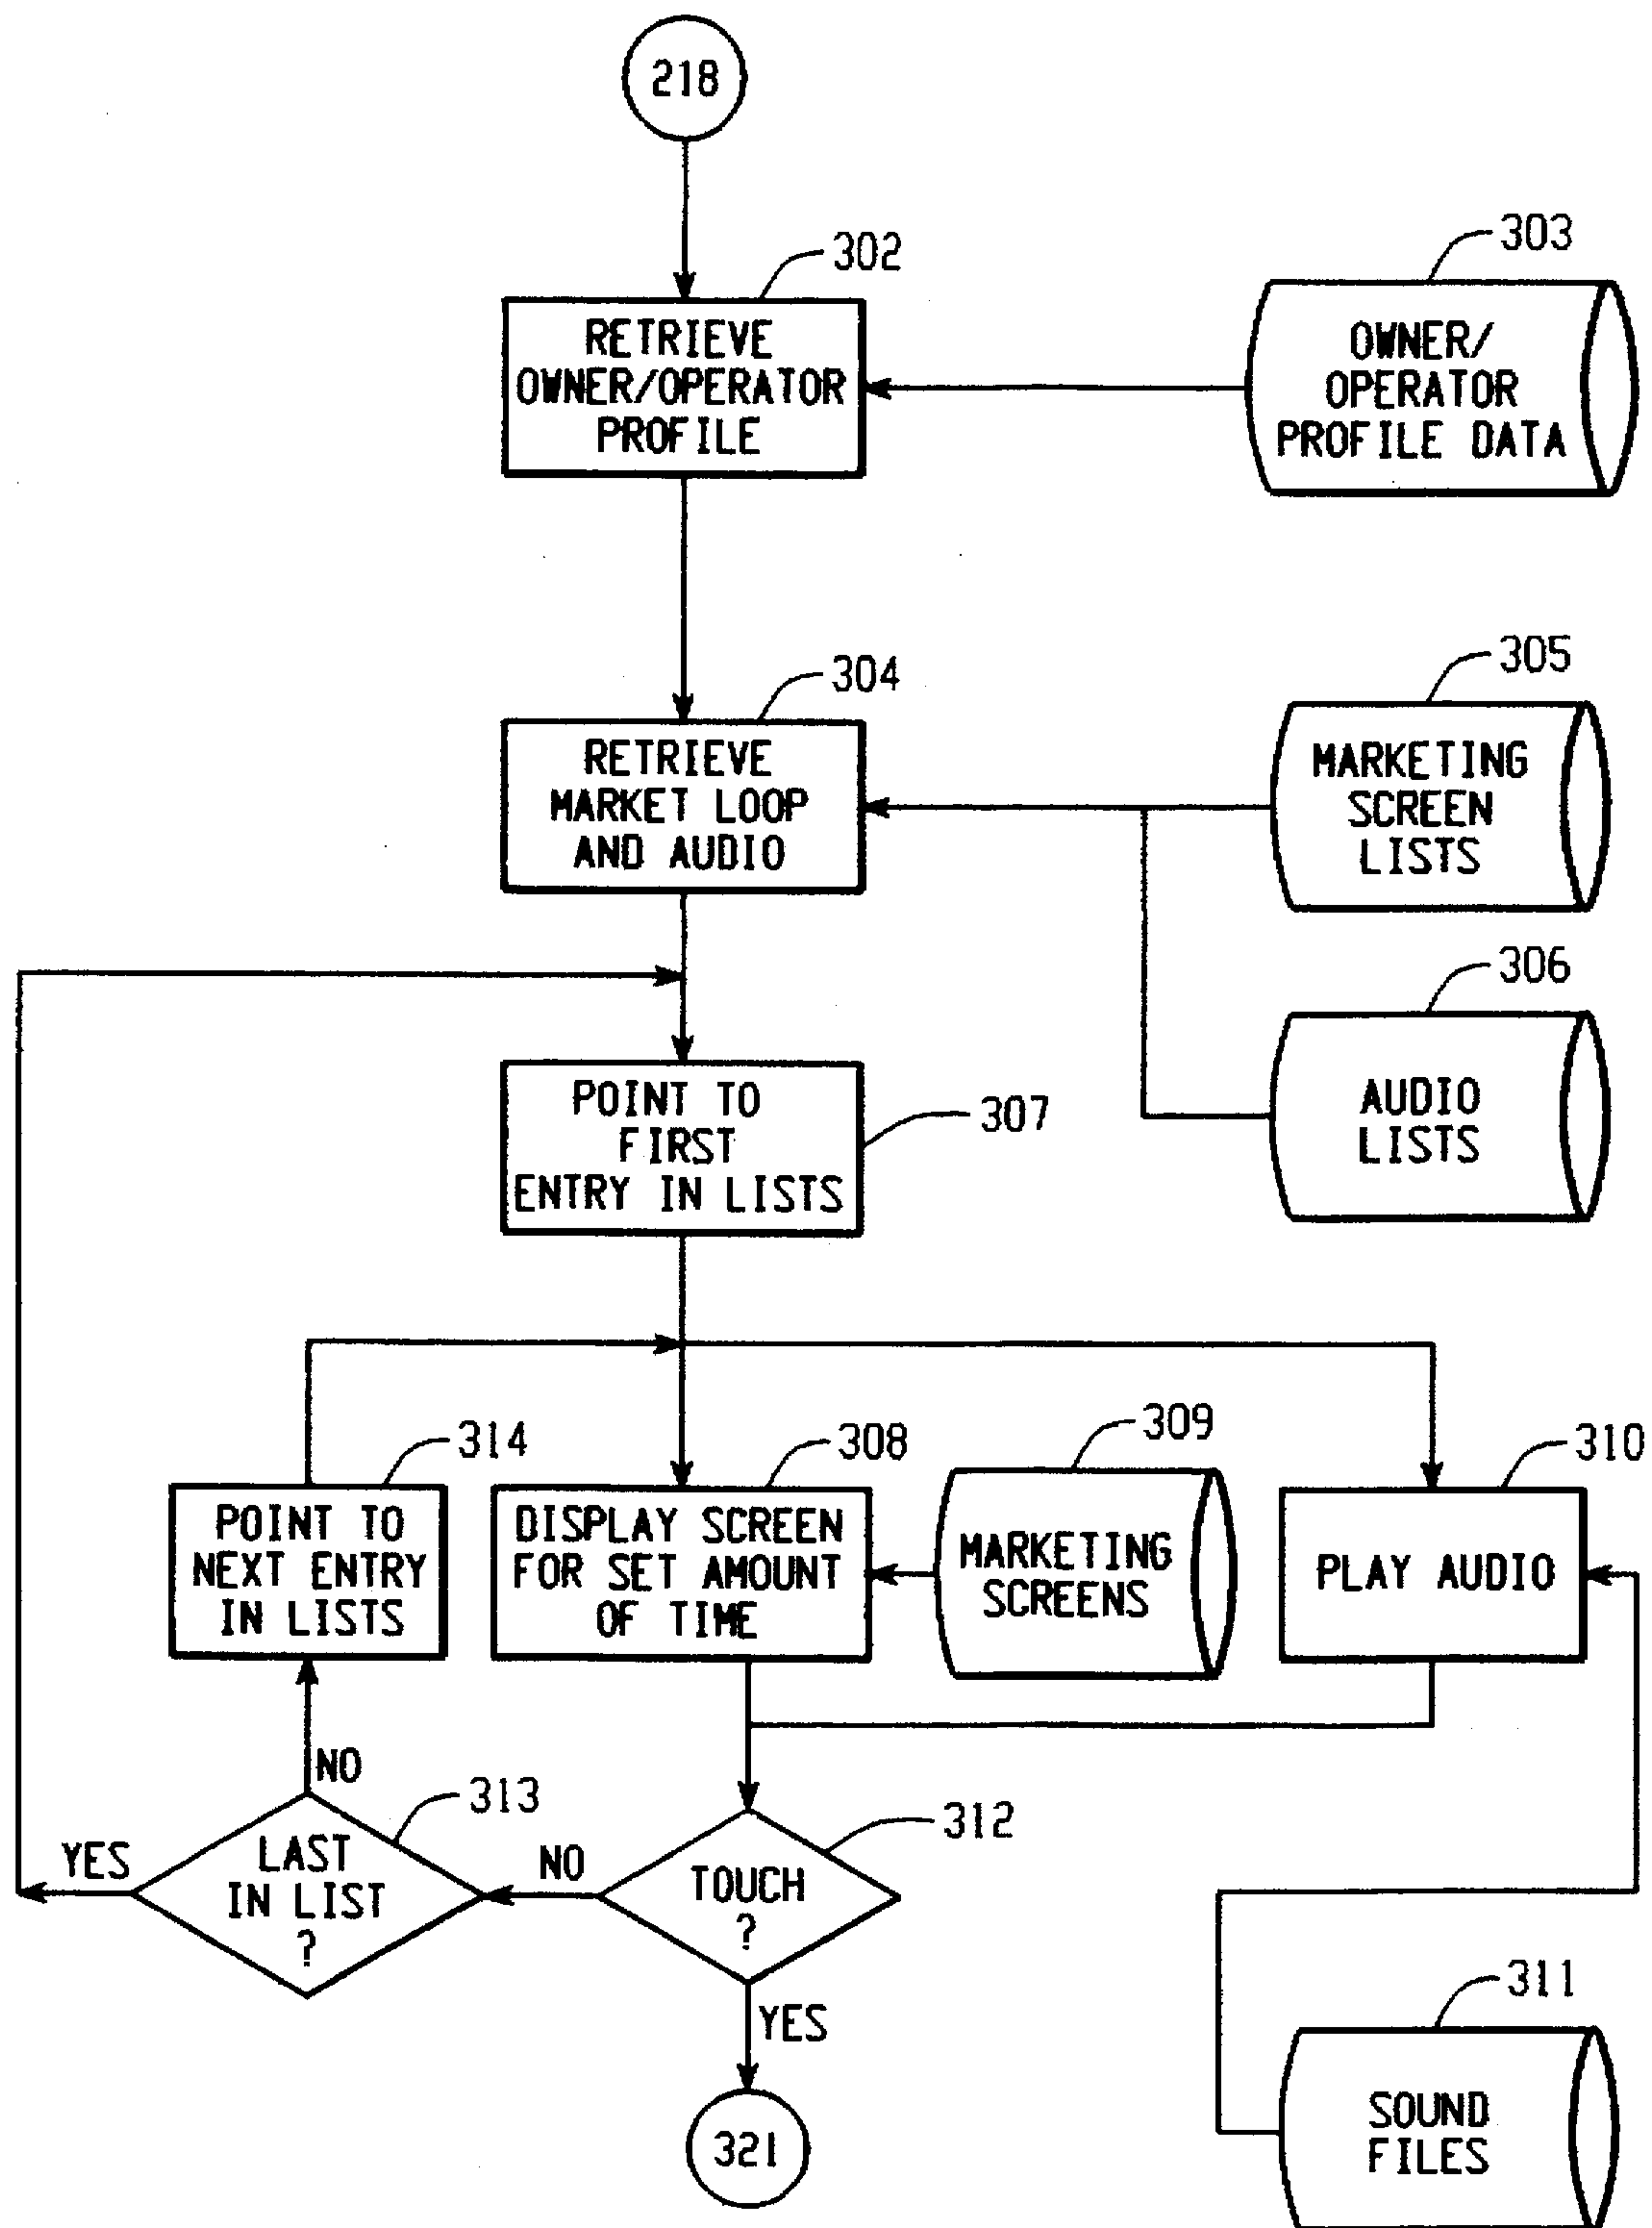 218
302
303
RETRIEVE
OWNER/OPERATOR
PROFILE
OWNER/
OPERATOR
PROFILE DATA
304
305
RETRIEVE
MARKET LOOP
AND AUDIO
MARKETING
SCREEN
LISTS
306
POINT TO
FIRST
ENTRY IN LISTS
307
AUDIO
LISTS
314
308
309
310
POINT TO
NEXT ENTRY
IN LISTS
DISPLAY SCREEN
FOR SET AMOUNT
OF TIME
MARKETING
SCREENS
PLAY AUDIO
NO
313
312
YES
LAST
IN LIST
?
NO
TOUCH
?
YES
311
321
SOUND
FILES